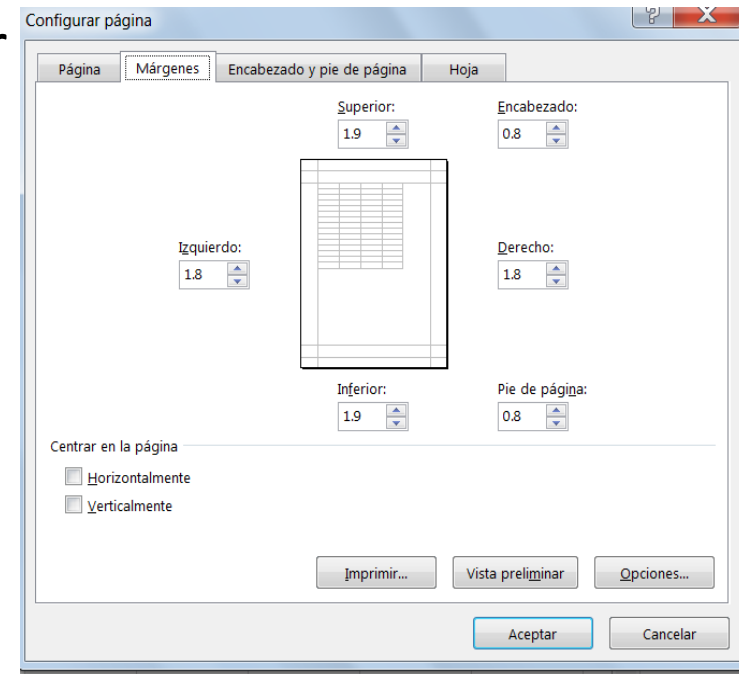 Configurar página
Página Márgenes Encabezado y pie de página Hoja
Superior: Encabezado:
1.9 0.8
Izquierdo: Derecho:
1.8 1.8
Inferior: Pie de página:
1.9 0.8
Centrar en la página
Horizontalmente
Verticalmente
Imprimir... Vista preliminar Opciones...
Aceptar Cancelar